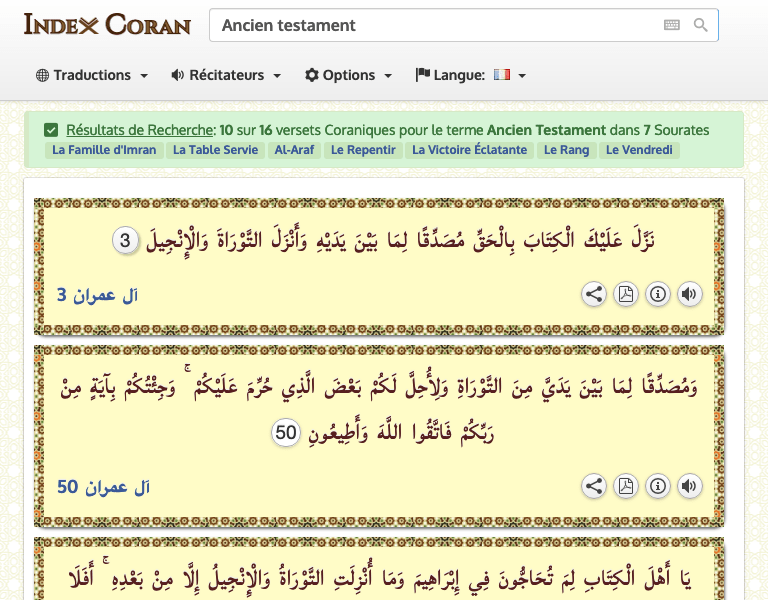 INDEX CORAN
Ancien testament
Traductions Récitateurs Options Langue:
Résultats de Recherche: 10 sur 16 versets Coraniques pour le terme Ancien Testament dans 7 Sourates
La Famille d'Imran La Table Servie Al-Araf Le Repentir La Victoire Éclatante Le Rang Le Vendredi
نَزَّلَ عَلَيْكَ الْكِتَابَ بِالْحَقِّ مُصَدِّقًا لِمَا بَيْنَ يَدَيْهِ وَأَنْزَلَ التَّوْرَاةَ وَالْإِنْجِيلَ 3
آل عمران 3
وَمُصَدِّقًا لِمَا بَيْنَ يَدَيَّ مِنَ التَّوْرَاةِ وَلِأُحِلَّ لَكُمْ بَعْضَ الَّذِي حُرِّمَ عَلَيْكُمْ ۚ وَجِئْتُكُمْ بِآيَةٍ مِنْ
رَبِّكُمْ فَاتَّقُوا اللَّهَ وَأَطِيعُونِ 50
آل عمران 50
يَا أَهْلَ الْكِتَابِ لِمَ تُحَاجُّونَ فِي إِبْرَاهِيمَ وَمَا أُنْزِلَتِ التَّوْرَاةُ وَالْإِنْجِيلُ إِلَّا مِنْ بَعْدِهِ ۚ أَفَلَا